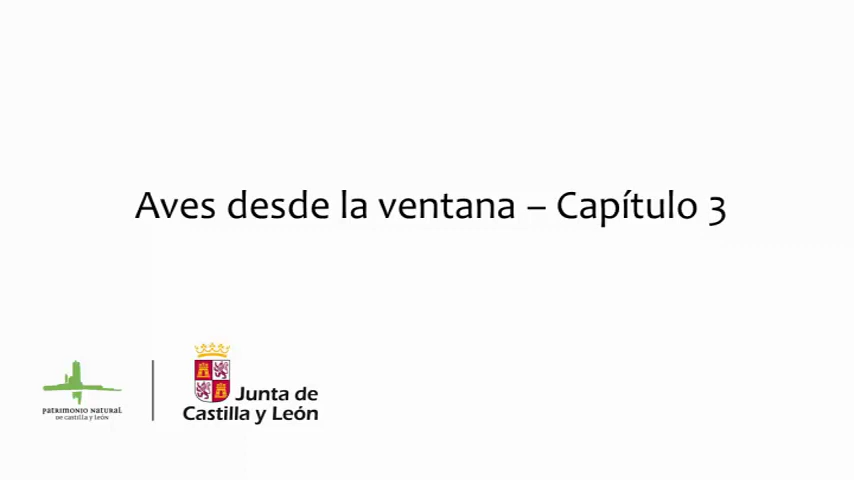 Aves desde la ventana – Capítulo 3
PATRIMONIO NATURAL
DE CASTILLA Y LEÓN
Junta de
Castilla y León